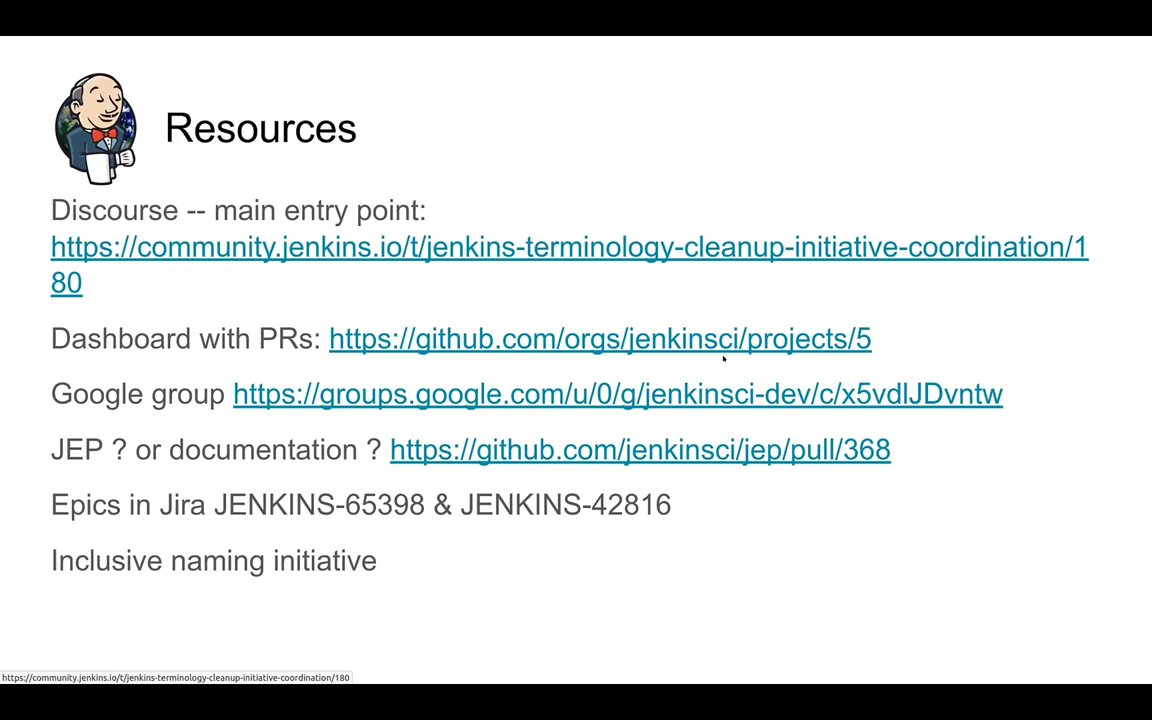 Resources
Discourse -- main entry point:
https://community.jenkins.io/t/jenkins-terminology-cleanup-initiative-coordination/1
80
Dashboard with PRs: https://github.com/orgs/jenkinsci/projects/5
Google group https://groups.google.com/u/0/g/jenkinsci-dev/c/x5vdlJDvntw
JEP ? or documentation ? https://github.com/jenkinsci/jep/pull/368
Epics in Jira JENKINS-65398 & JENKINS-42816
Inclusive naming initiative
https://community.jenkins.io/t/jenkins-terminology-cleanup-initiative-coordination/180